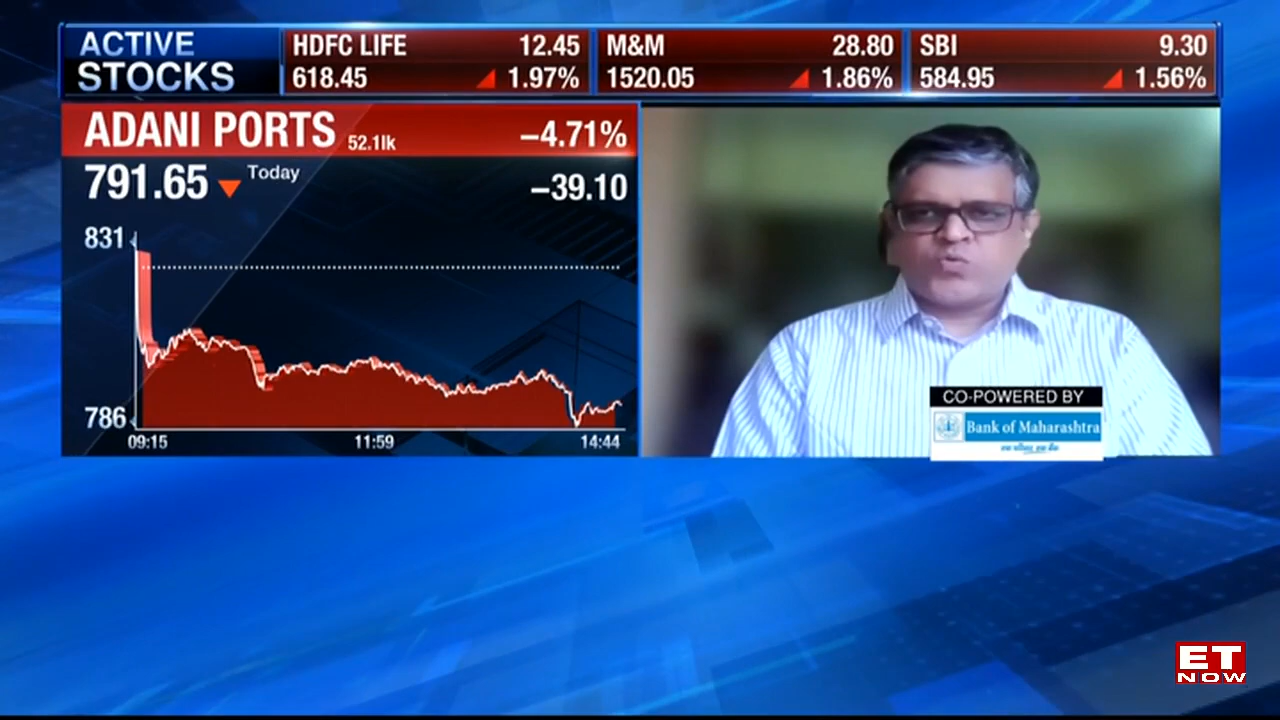 ACTIVE
STOCKS
HDFC LIFE 12.45
618.45 1.97%
M&M 28.80
1520.05 1.86%
SBI 9.30
584.95 1.56%
ADANI PORTS 52.1lk −4.71%
791.65 Today −39.10
831
786
09:15 11:59 14:44
CO-POWERED BY
Bank of Maharashtra
ET
NOW